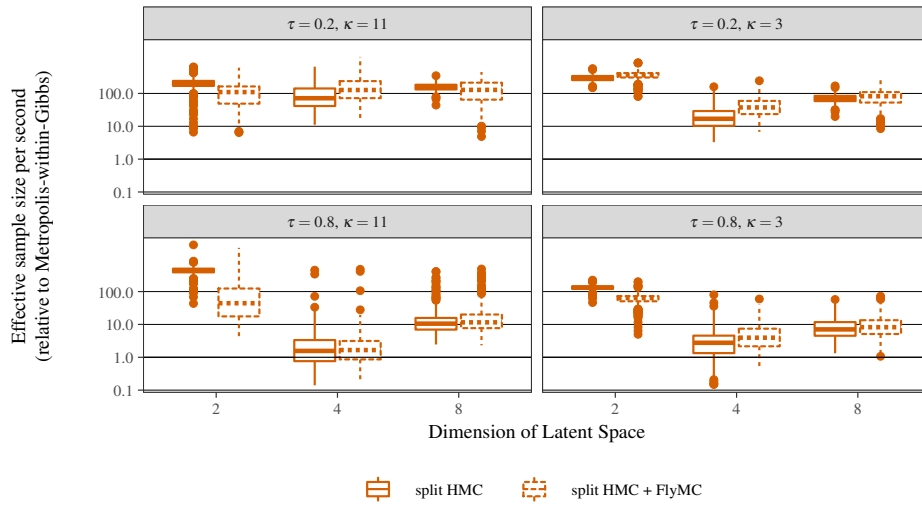 Effective sample size per second
(relative to Metropolis-within-Gibbs)
τ = 0.2, κ = 11
τ = 0.2, κ = 3
100.0
10.0
1.0
0.1
τ = 0.8, κ = 11
τ = 0.8, κ = 3
100.0
10.0
1.0
0.1
2 4 8 2 4 8
Dimension of Latent Space
split HMC split HMC + FlyMC